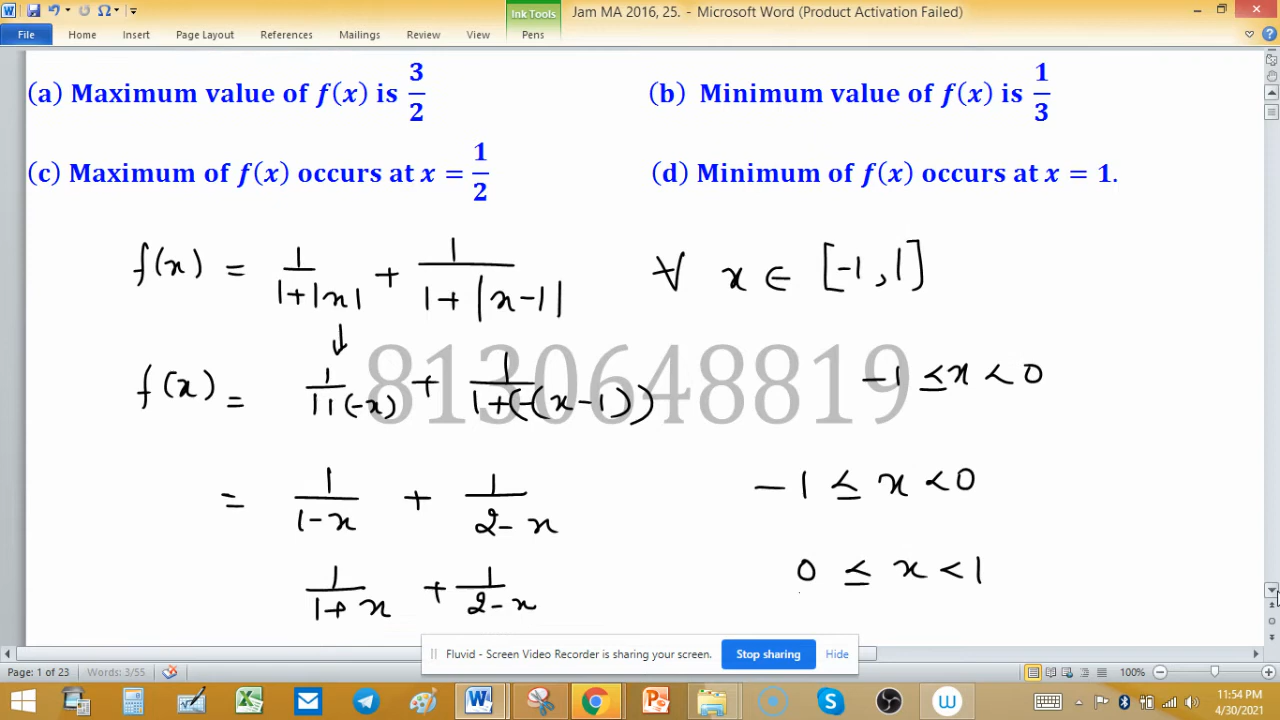 Jam MA 2016, 25. - Microsoft Word (Product Activation Failed)
Ink Tools
File Home Insert Page Layout References Mailings Review View Pens
(a) Maximum value of f(x) is 3/2 (b) Minimum value of f(x) is 1/3
(c) Maximum of f(x) occurs at x = 1/2 (d) Minimum of f(x) occurs at x = 1.
f(x) = 1/(1+|x|) + 1/(1+|x-1|) ∀ x ∈ [-1, 1]
↓
8130648819
f(x) = 1/(1+(-x)) + 1/(1+(-(x-1))) -1 ≤ x < 0
= 1/(1-x) + 1/(2-x) -1 ≤ x < 0
1/(1+x) + 1/(2-x) 0 ≤ x < 1
Fluvid - Screen Video Recorder is sharing your screen. Stop sharing Hide
Page: 1 of 23 Words: 3/55 100%
11:54 PM
4/30/2021